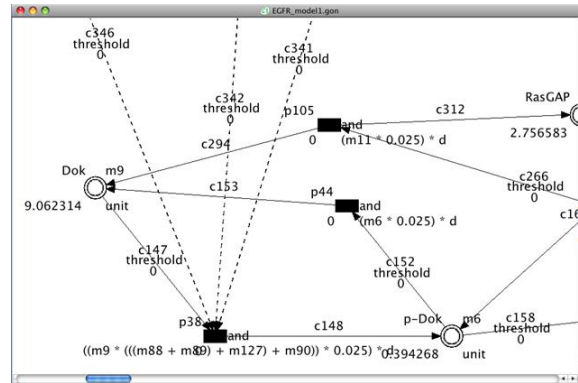 EGFR_model1.gon
c346
threshold
0
c341
threshold
0
c342
threshold
0
p105
and
0
(m11 * 0.025) * d
c312
RasGAP
2.756583
c294
Dok
m9
9.062314
unit
c153
p44
and
0
(m6 * 0.025) * d
c266
threshold
0
c16
c147
threshold
0
c152
threshold
0
p38
and
0
((m9 * (((m88 + m89) + m127) + m90)) * 0.025) * d
c148
p-Dok
m6
0.394268
unit
c158
threshold
0